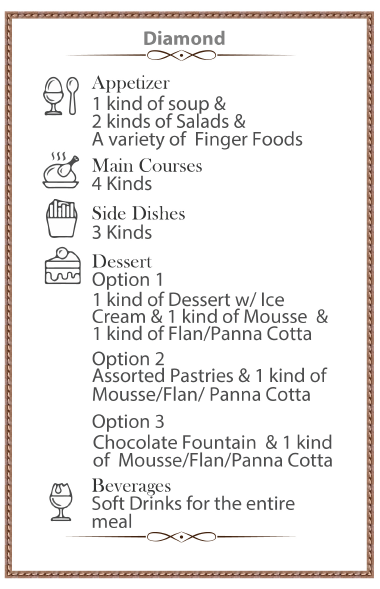 Diamond
Appetizer
1 kind of soup &
2 kinds of Salads &
A variety of Finger Foods
Main Courses
4 Kinds
Side Dishes
3 Kinds
Dessert
Option 1
1 kind of Dessert w/ Ice
Cream & 1 kind of Mousse &
1 kind of Flan/Panna Cotta
Option 2
Assorted Pastries & 1 kind of
Mousse/Flan/ Panna Cotta
Option 3
Chocolate Fountain & 1 kind
of Mousse/Flan/Panna Cotta
Beverages
Soft Drinks for the entire
meal